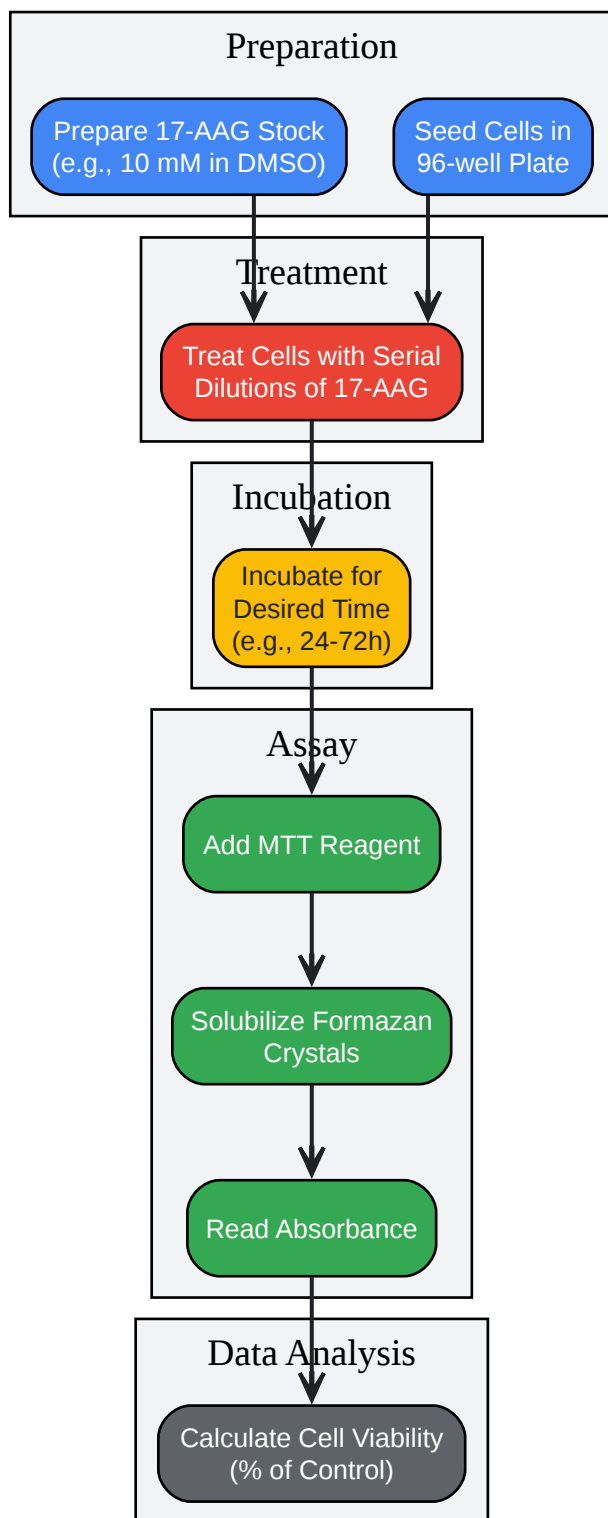 Preparation
Prepare 17-AAG Stock
(e.g., 10 mM in DMSO)
Seed Cells in
96-well Plate
Treatment
Treat Cells with Serial
Dilutions of 17-AAG
Incubation
Incubate for
Desired Time
(e.g., 24-72h)
Assay
Add MTT Reagent
Solubilize Formazan
Crystals
Read Absorbance
Data Analysis
Calculate Cell Viability
(% of Control)